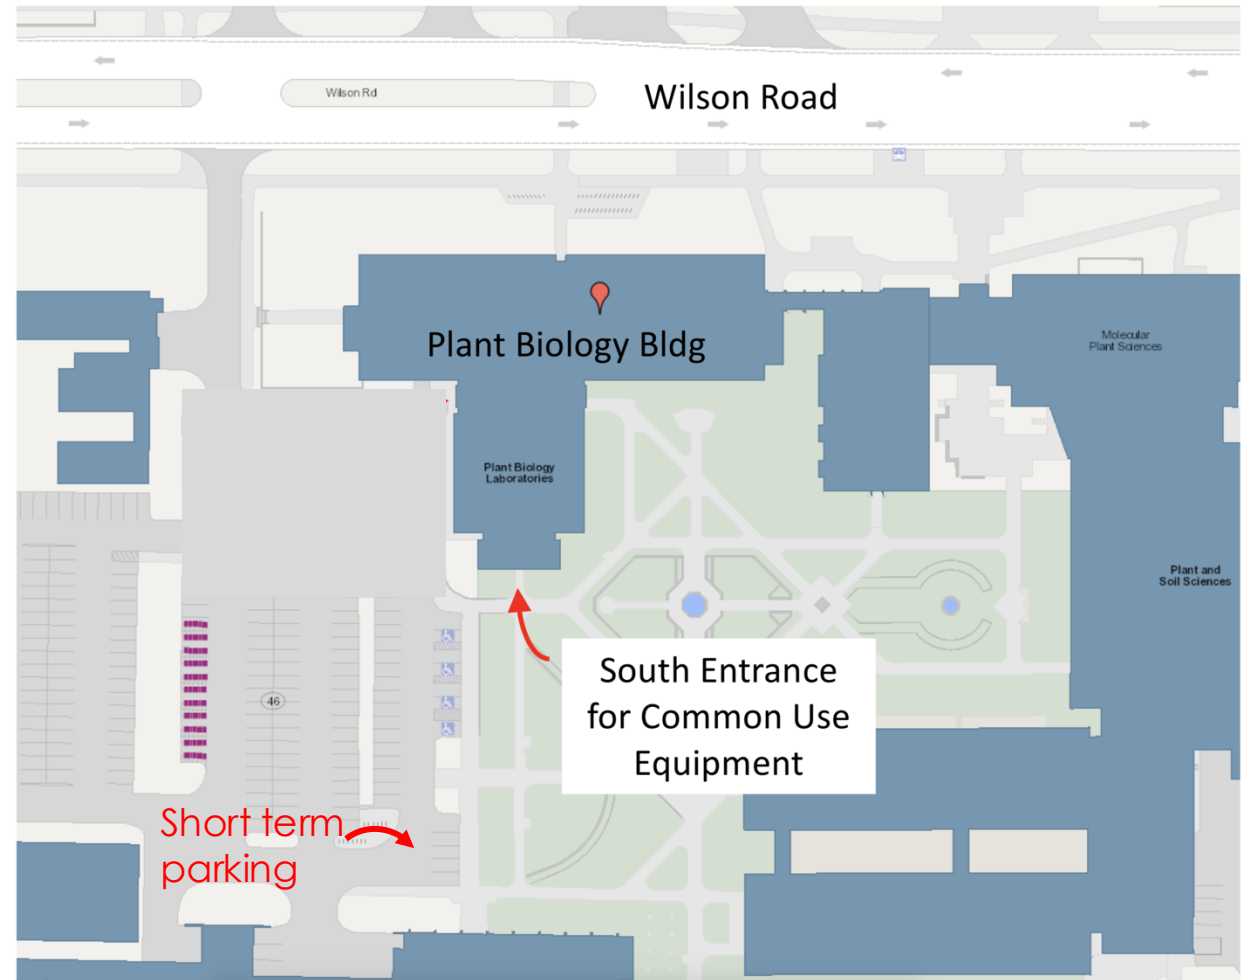 Wilson Rd
Wilson Road
Plant Biology Bldg
Molecular
Plant Sciences
Plant Biology
Laboratories
Plant and
Soil Sciences
South Entrance
for Common Use
Equipment
46
Short term
parking